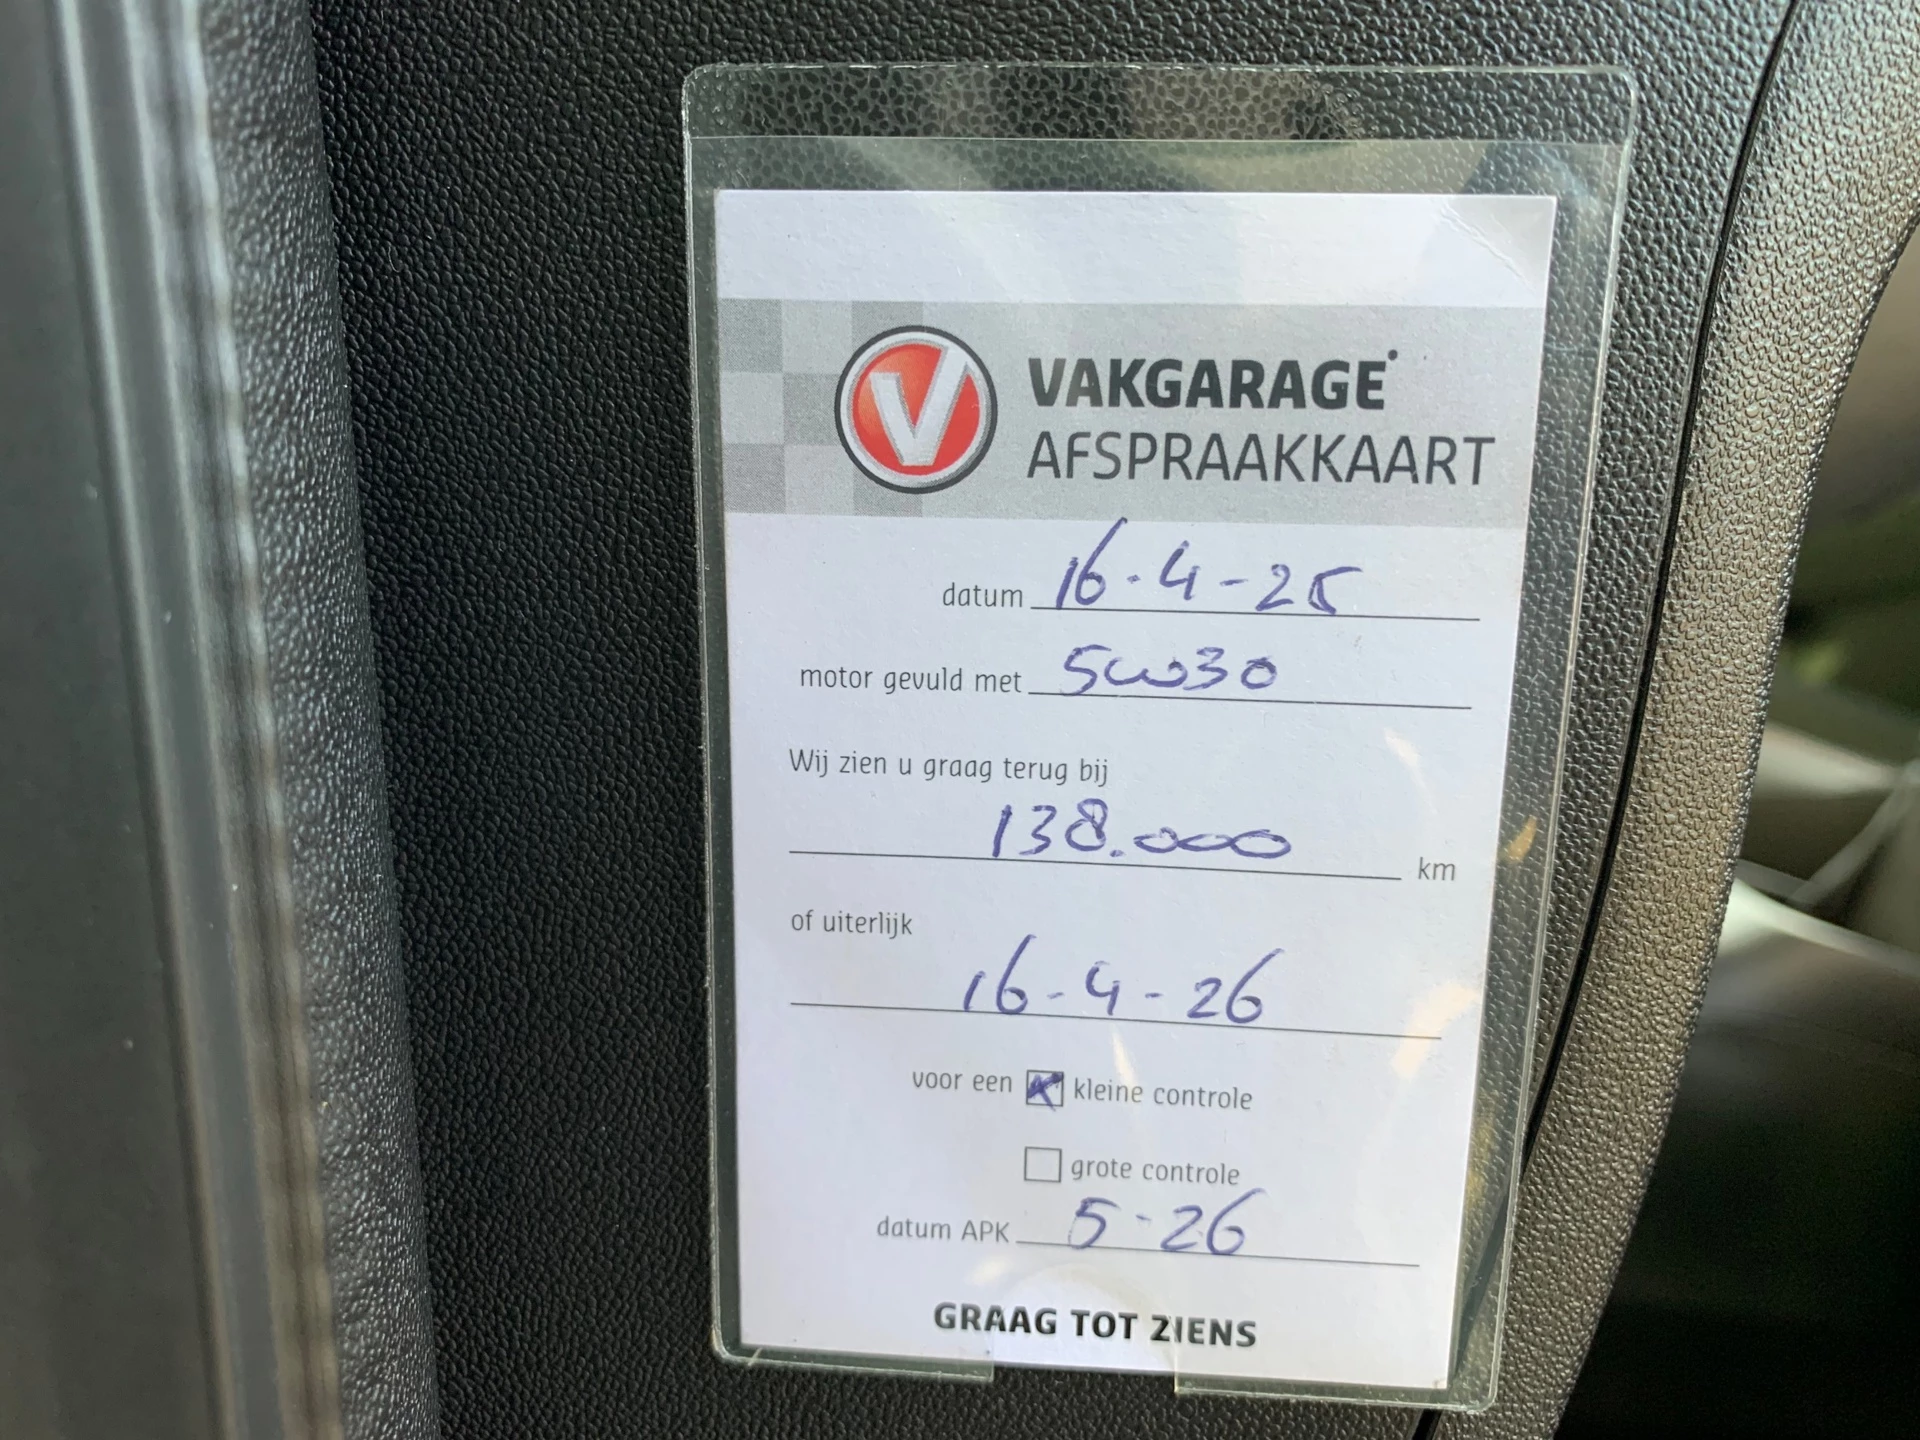 V
VAKGARAGE
AFSPRAAKKAART
datum 16-4-25
motor gevuld met 5w30
Wij zien u graag terug bij
138.000 km
of uiterlijk
16-4-26
voor een kleine controle
grote controle
datum APK 5-26
GRAAG TOT ZIENS